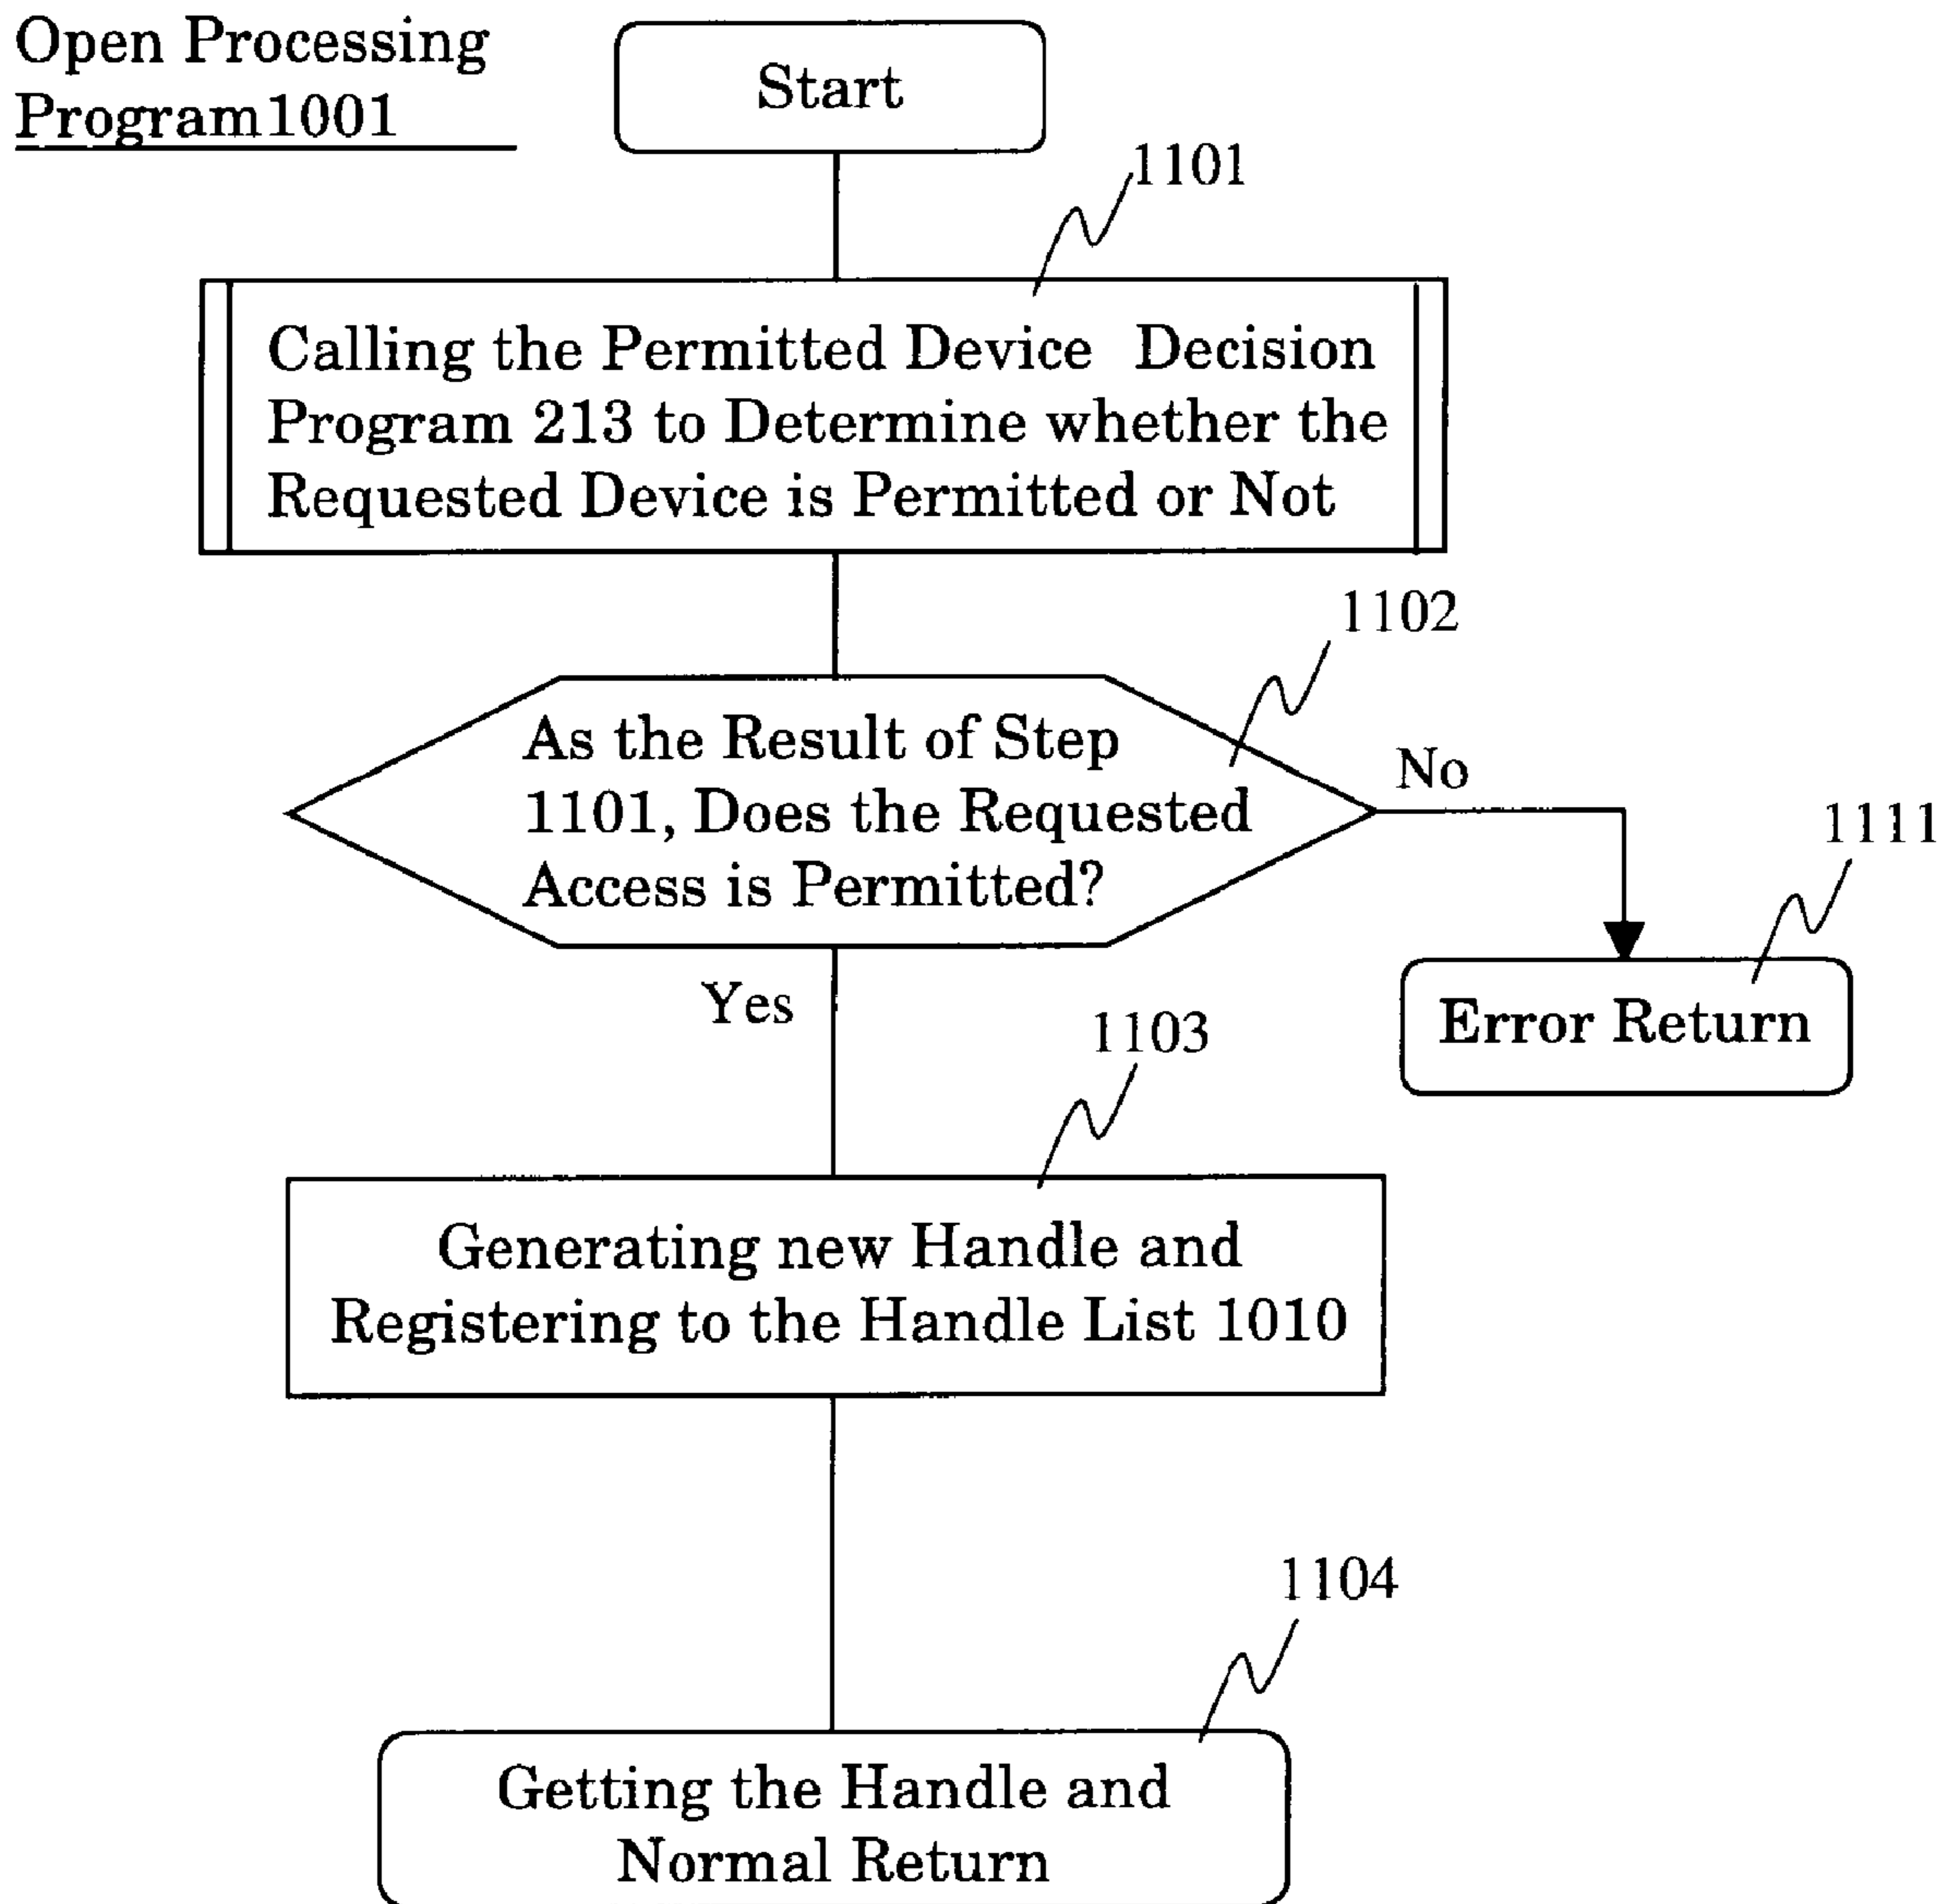 Open Processing
Program1001
Start
1101
Calling the Permitted Device Decision
Program 213 to Determine whether the
Requested Device is Permitted or Not
1102
As the Result of Step
1101, Does the Requested
Access is Permitted?
No
1111
Error Return
Yes
1103
Generating new Handle and
Registering to the Handle List 1010
1104
Getting the Handle and
Normal Return